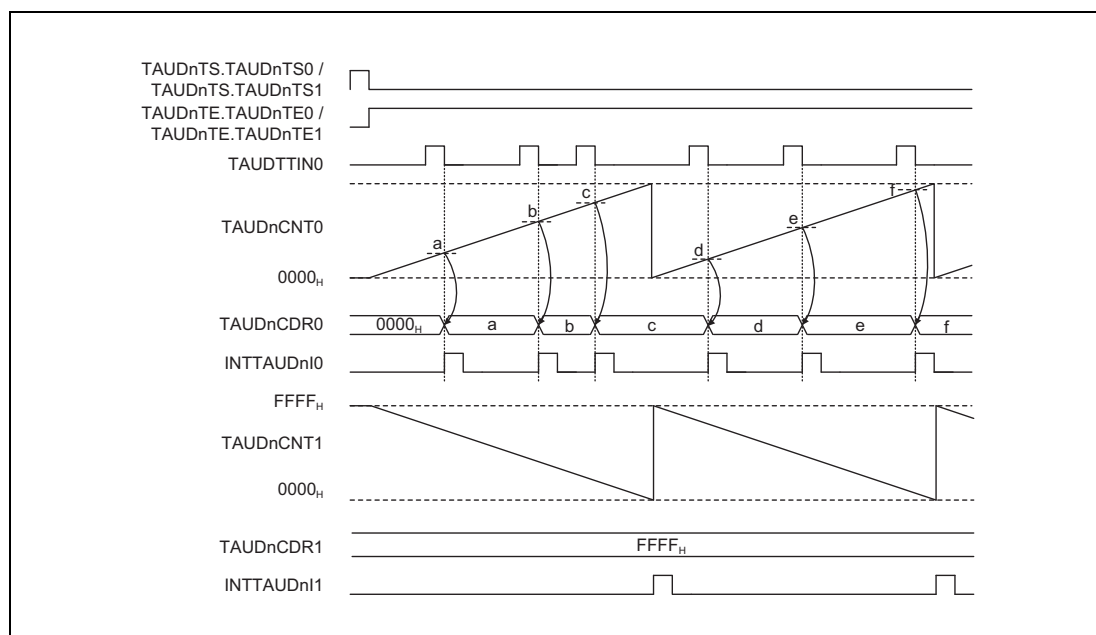 TAUDnTS.TAUDnTS0 /
TAUDnTS.TAUDnTS1
TAUDnTE.TAUDnTE0 /
TAUDnTE.TAUDnTE1
TAUDTTIN0
TAUDnCNT0
a
b
c
d
e
f
0000H
TAUDnCDR0
0000H
a
b
c
d
e
f
INTTAUDnI0
FFFFH
TAUDnCNT1
0000H
TAUDnCDR1
FFFFH
INTTAUDnI1